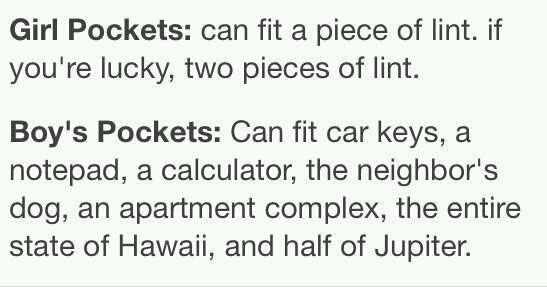 Girl Pockets: can fit a piece of lint. if
you're lucky, two pieces of lint.
Boy's Pockets: Can fit car keys, a
notepad, a calculator, the neighbor's
dog, an apartment complex, the entire
state of Hawaii, and half of Jupiter.